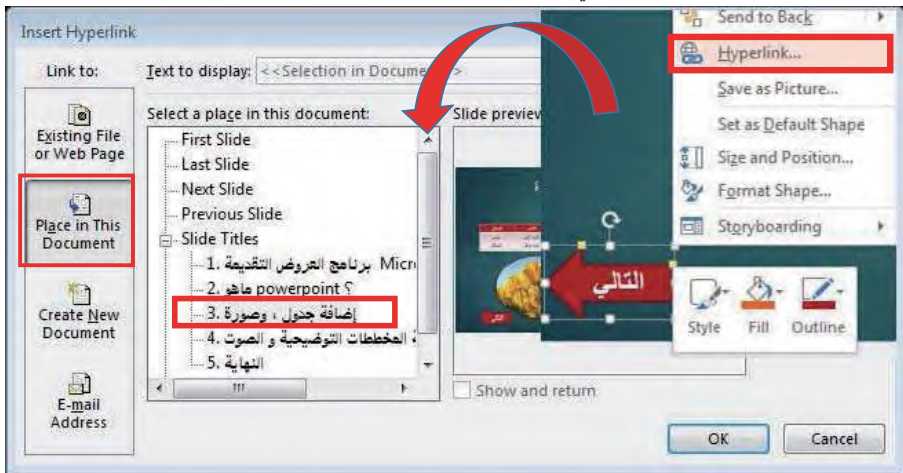 Insert Hyperlink
Link to:
Text to display: <<Selection in Docume >
Existing File
or Web Page
Place in This
Document
Create New
Document
E-mail
Address
Select a place in this document:
First Slide
Last Slide
Next Slide
Previous Slide
Slide Titles
1. برنامج العروض التقديمة Micr
2. ماهو powerpoint ؟
3. إضافة جدول ، وصورة
4. المخططات التوضيحية و الصوت
5. النهاية
Slide preview
Show and return
OK
Cancel
Send to Back
Hyperlink...
Save as Picture...
Set as Default Shape
Size and Position...
Format Shape...
Storyboarding
التالي
Style
Fill
Outline